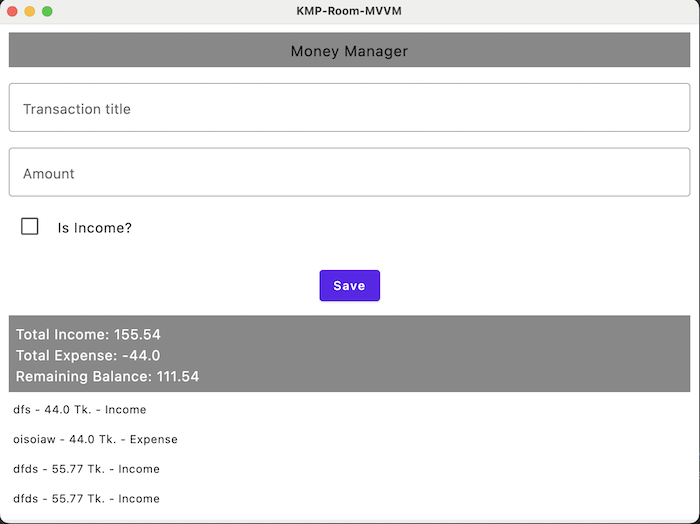 KMP-Room-MVVM
Money Manager
Transaction title
Amount
Is Income?
Save
Total Income: 155.54
Total Expense: -44.0
Remaining Balance: 111.54
dfs - 44.0 Tk. - Income
oisoiaw - 44.0 Tk. - Expense
dfds - 55.77 Tk. - Income
dfds - 55.77 Tk. - Income